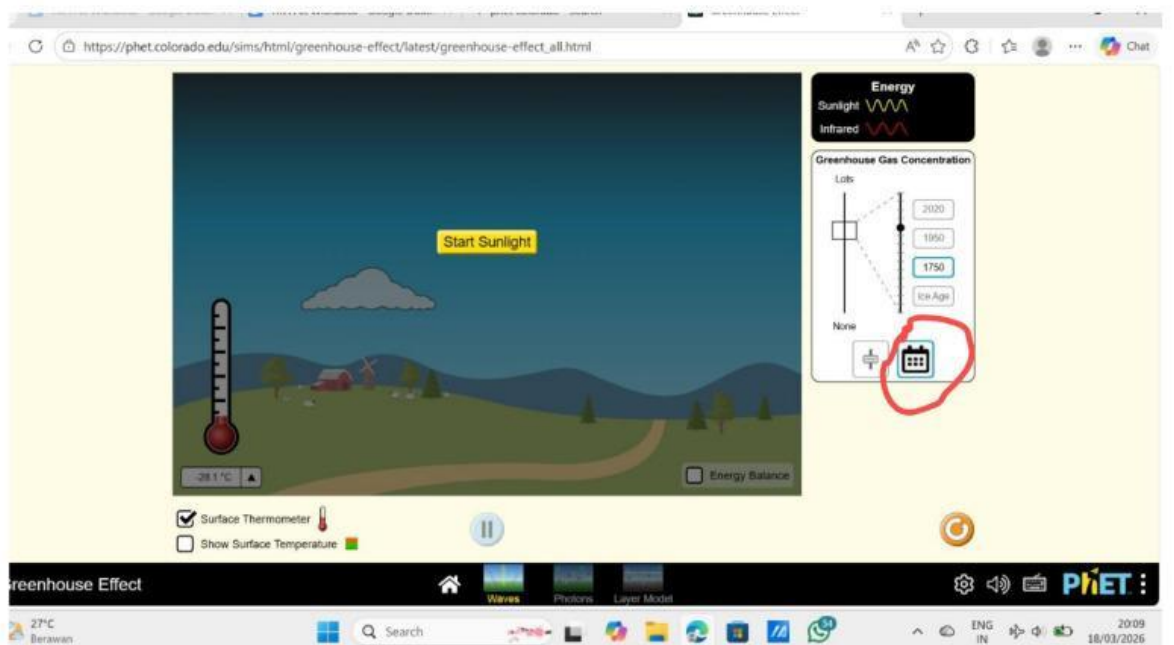 https://phet.colorado.edu/sims/html/greenhouse-effect/latest/greenhouse-effect_all.html
Chat
Energy
Sunlight
Infrared
Greenhouse Gas Concentration
Lots
2020
1950
1750
Ice Age
None
Start Sunlight
-28.1 °C
Energy Balance
Surface Thermometer
Show Surface Temperature
reenhouse Effect
Waves
Photons
Layer Model
PhET
27°C
Berawan
Search
ENG
IN
20:09
18/03/2026